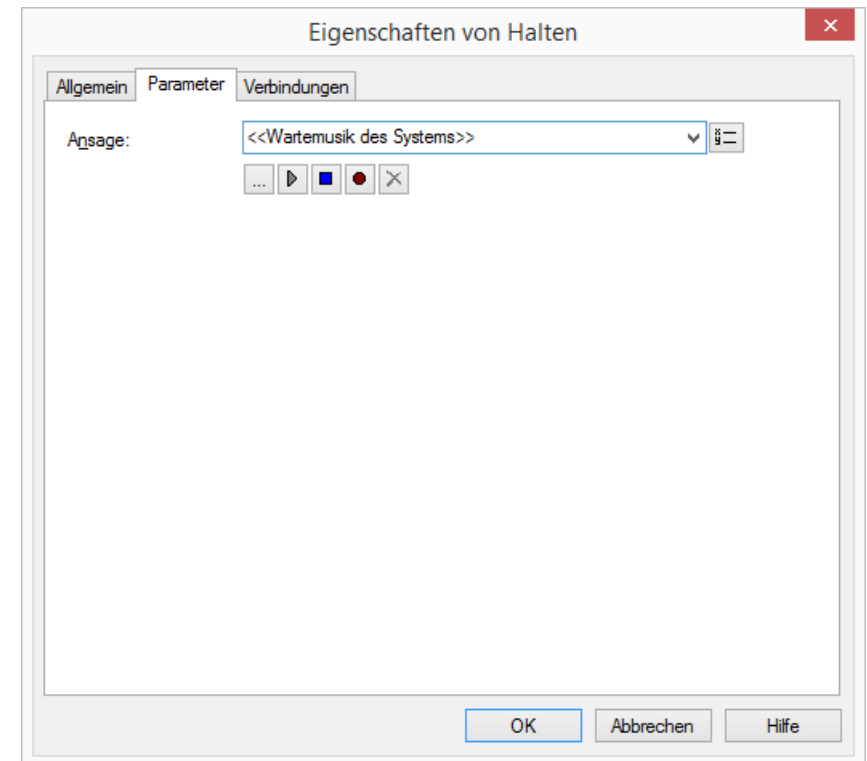 Eigenschaften von Halten
Allgemein Parameter Verbindungen
Ansage: <<Wartemusik des Systems>>
...
OK Abbrechen Hilfe